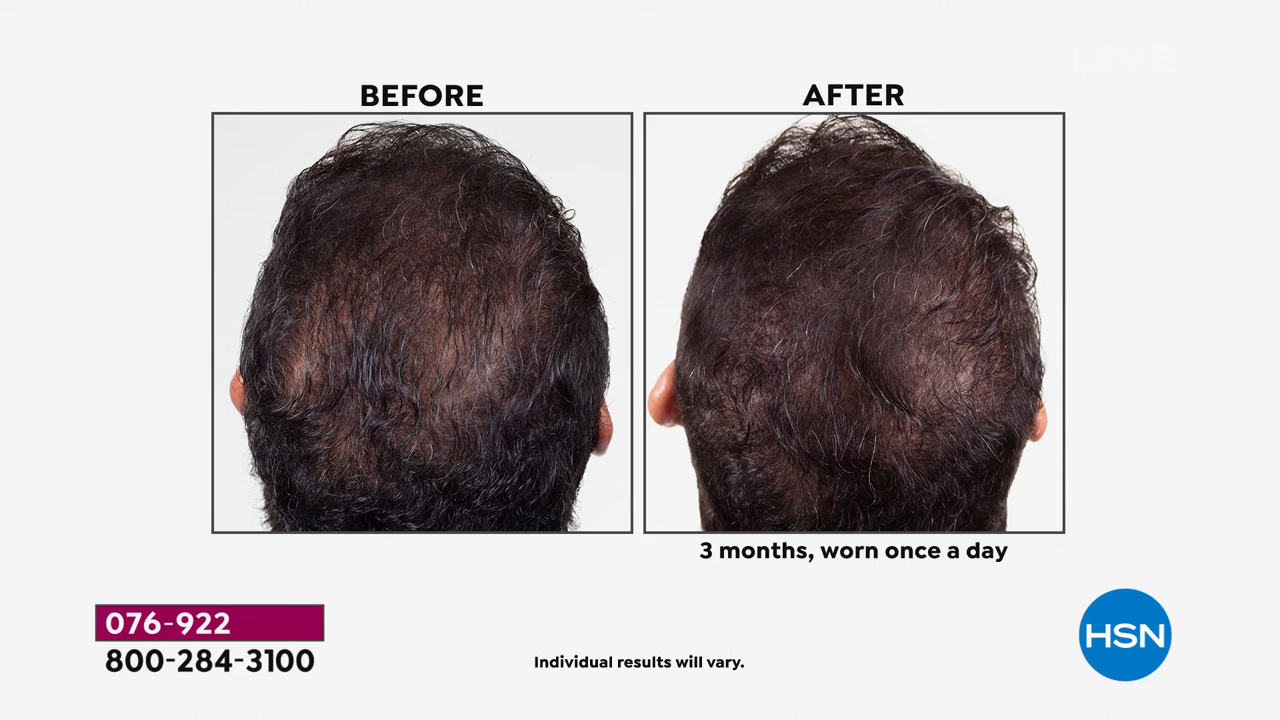 BEFORE
AFTER
3 months, worn once a day
076-922
800-284-3100
Individual results will vary.
HSN